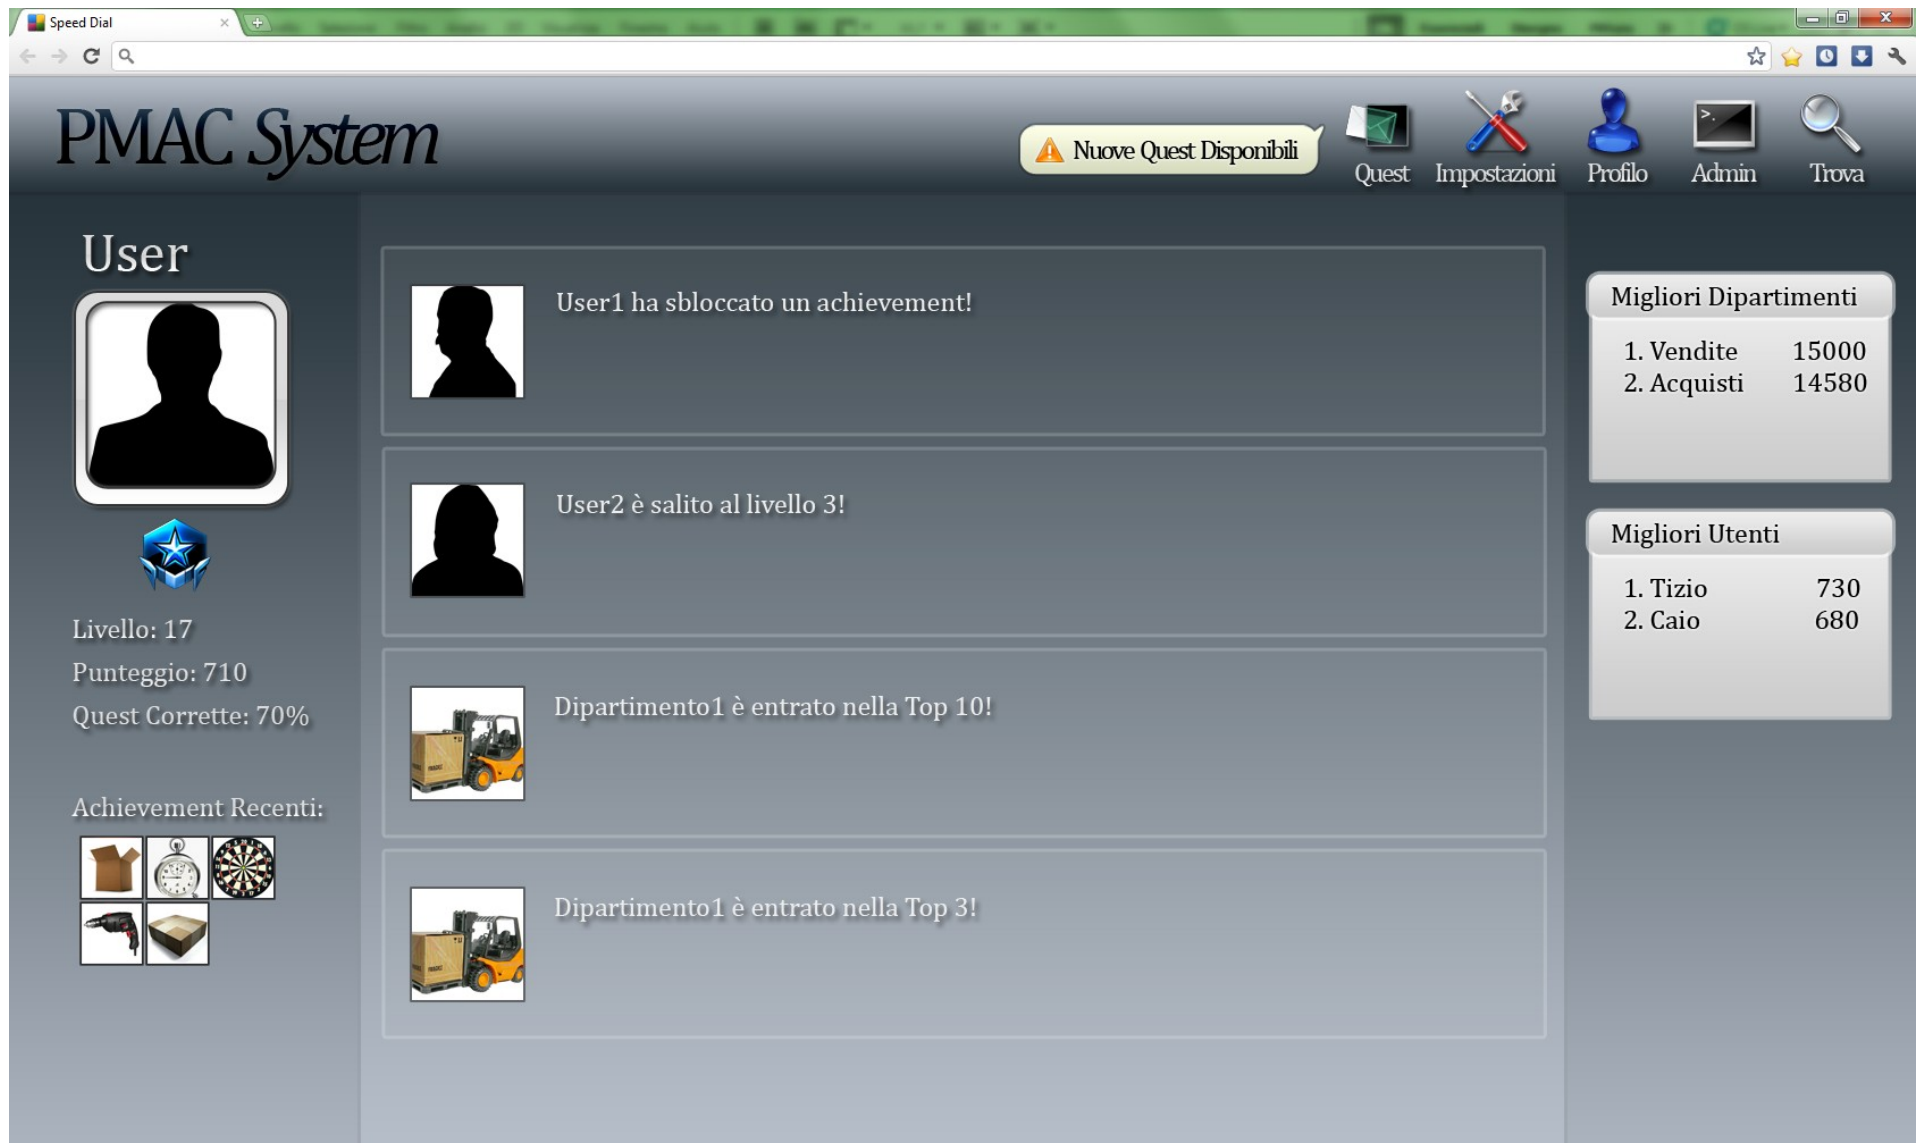 Speed Dial
PMAC System
Nuove Quest Disponibili
Quest
Impostazioni
Profilo
Admin
Trova
User
Livello: 17
Punteggio: 710
Quest Corrette: 70%
Achievement Recenti:
User1 ha sbloccato un achievement!
User2 è salito al livello 3!
Dipartimento1 è entrato nella Top 10!
Dipartimento1 è entrato nella Top 3!
Migliori Dipartimenti
1. Vendite 15000
2. Acquisti 14580
Migliori Utenti
1. Tizio 730
2. Caio 680